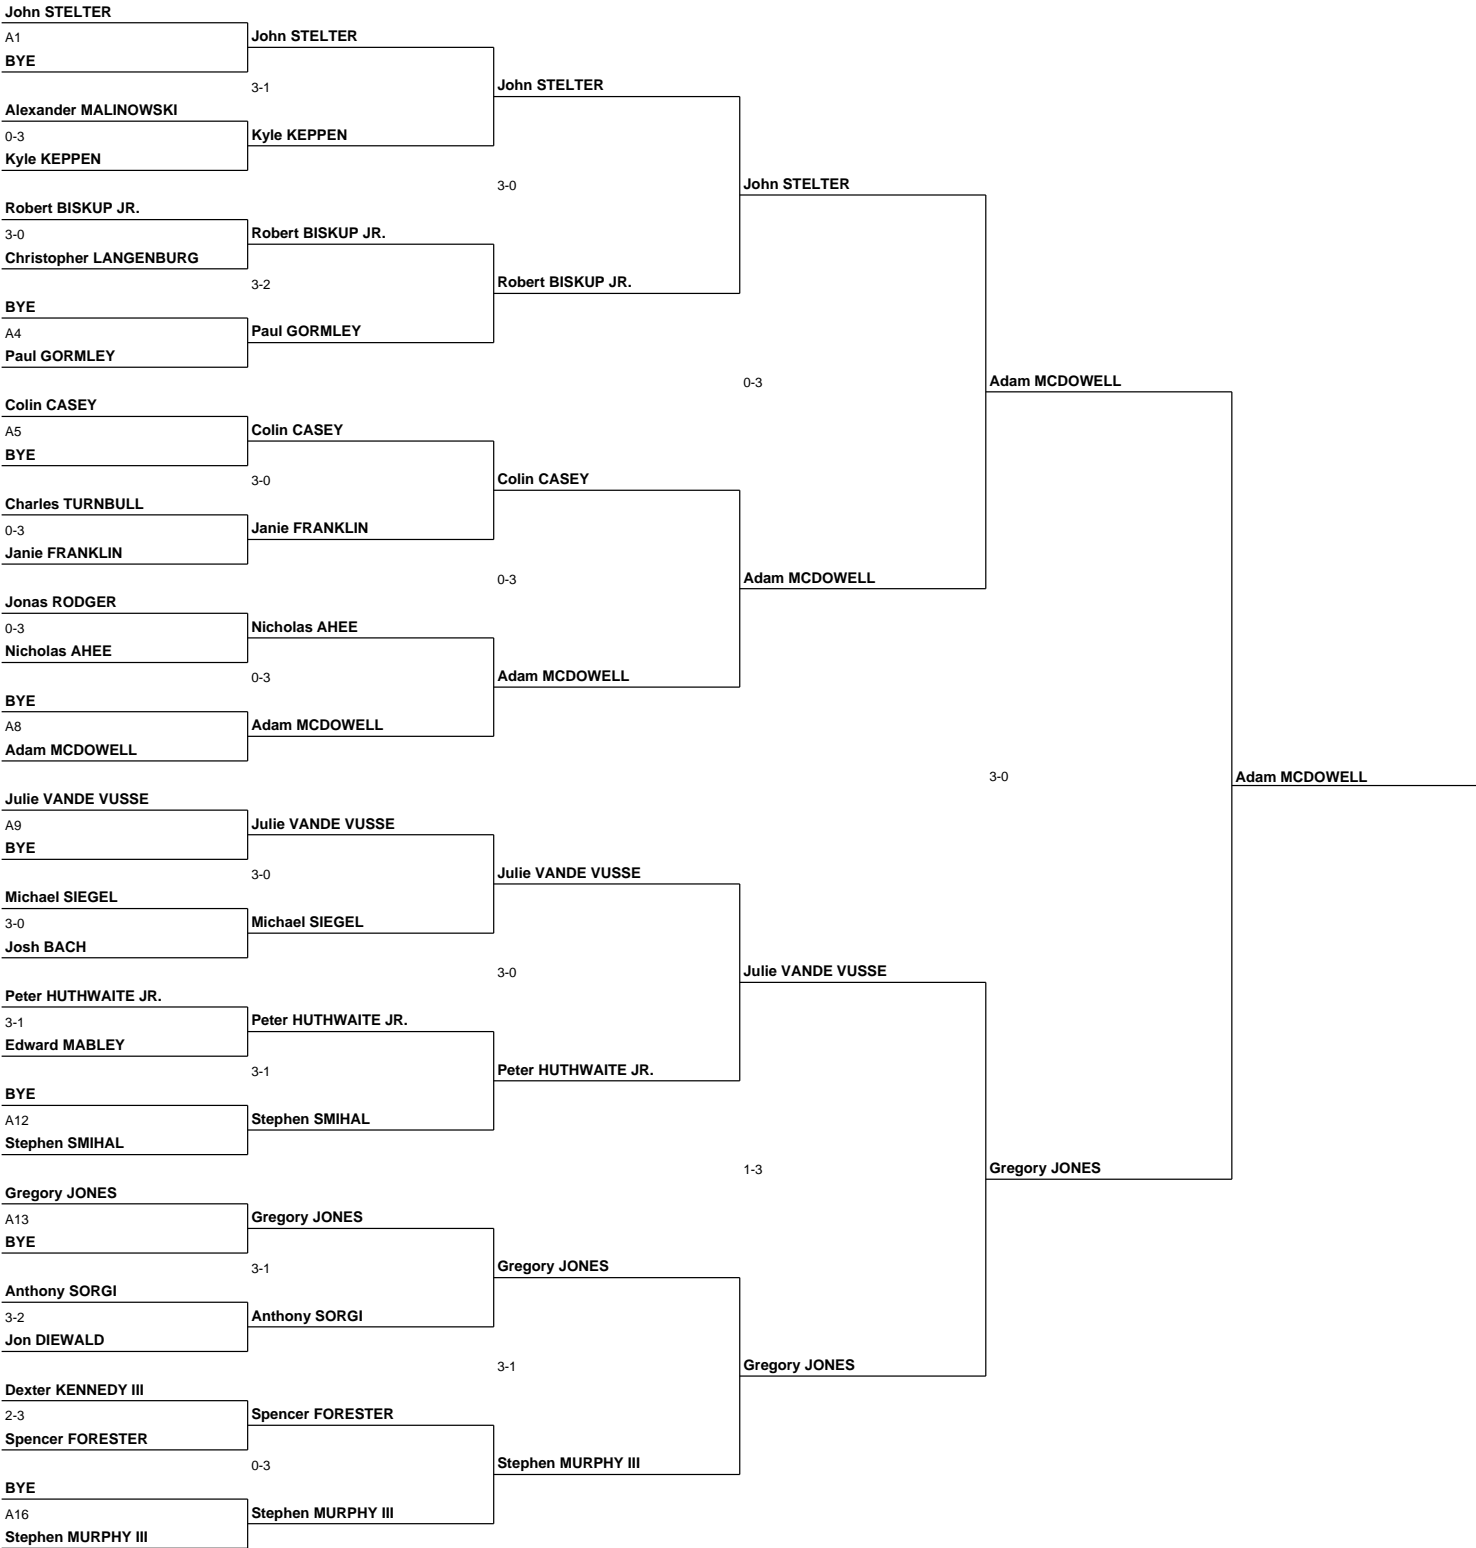 John STELTER
A1
BYE
Alexander MALINOWSKI
0-3
Kyle KEPPEN
Robert BISKUP JR.
3-0
Christopher LANGENBURG
BYE
A4
Paul GORMLEY
Colin CASEY
A5
BYE
Charles TURNBULL
0-3
Janie FRANKLIN
Jonas RODGER
0-3
Nicholas AHEE
BYE
A8
Adam MCDOWELL
Julie VANDE VUSSE
A9
BYE
Michael SIEGEL
3-0
Josh BACH
Peter HUTHWAITE JR.
3-1
Edward MABLEY
BYE
A12
Stephen SMIHAL
Gregory JONES
A13
BYE
Anthony SORGI
3-2
Jon DIEWALD
Dexter KENNEDY III
2-3
Spencer FORESTER
BYE
A16
Stephen MURPHY III
John STELTER
3-1
Kyle KEPPEN
Robert BISKUP JR.
3-2
Paul GORMLEY
Colin CASEY
3-0
Janie FRANKLIN
Nicholas AHEE
0-3
Adam MCDOWELL
Julie VANDE VUSSE
3-0
Michael SIEGEL
Peter HUTHWAITE JR.
3-1
Stephen SMIHAL
Gregory JONES
3-1
Anthony SORGI
Spencer FORESTER
0-3
Stephen MURPHY III
John STELTER
3-0
Robert BISKUP JR.
Colin CASEY
0-3
Adam MCDOWELL
Julie VANDE VUSSE
3-0
Peter HUTHWAITE JR.
Gregory JONES
3-1
Stephen MURPHY III
John STELTER
0-3
Adam MCDOWELL
Julie VANDE VUSSE
1-3
Gregory JONES
Adam MCDOWELL
3-0
Gregory JONES
Adam MCDOWELL